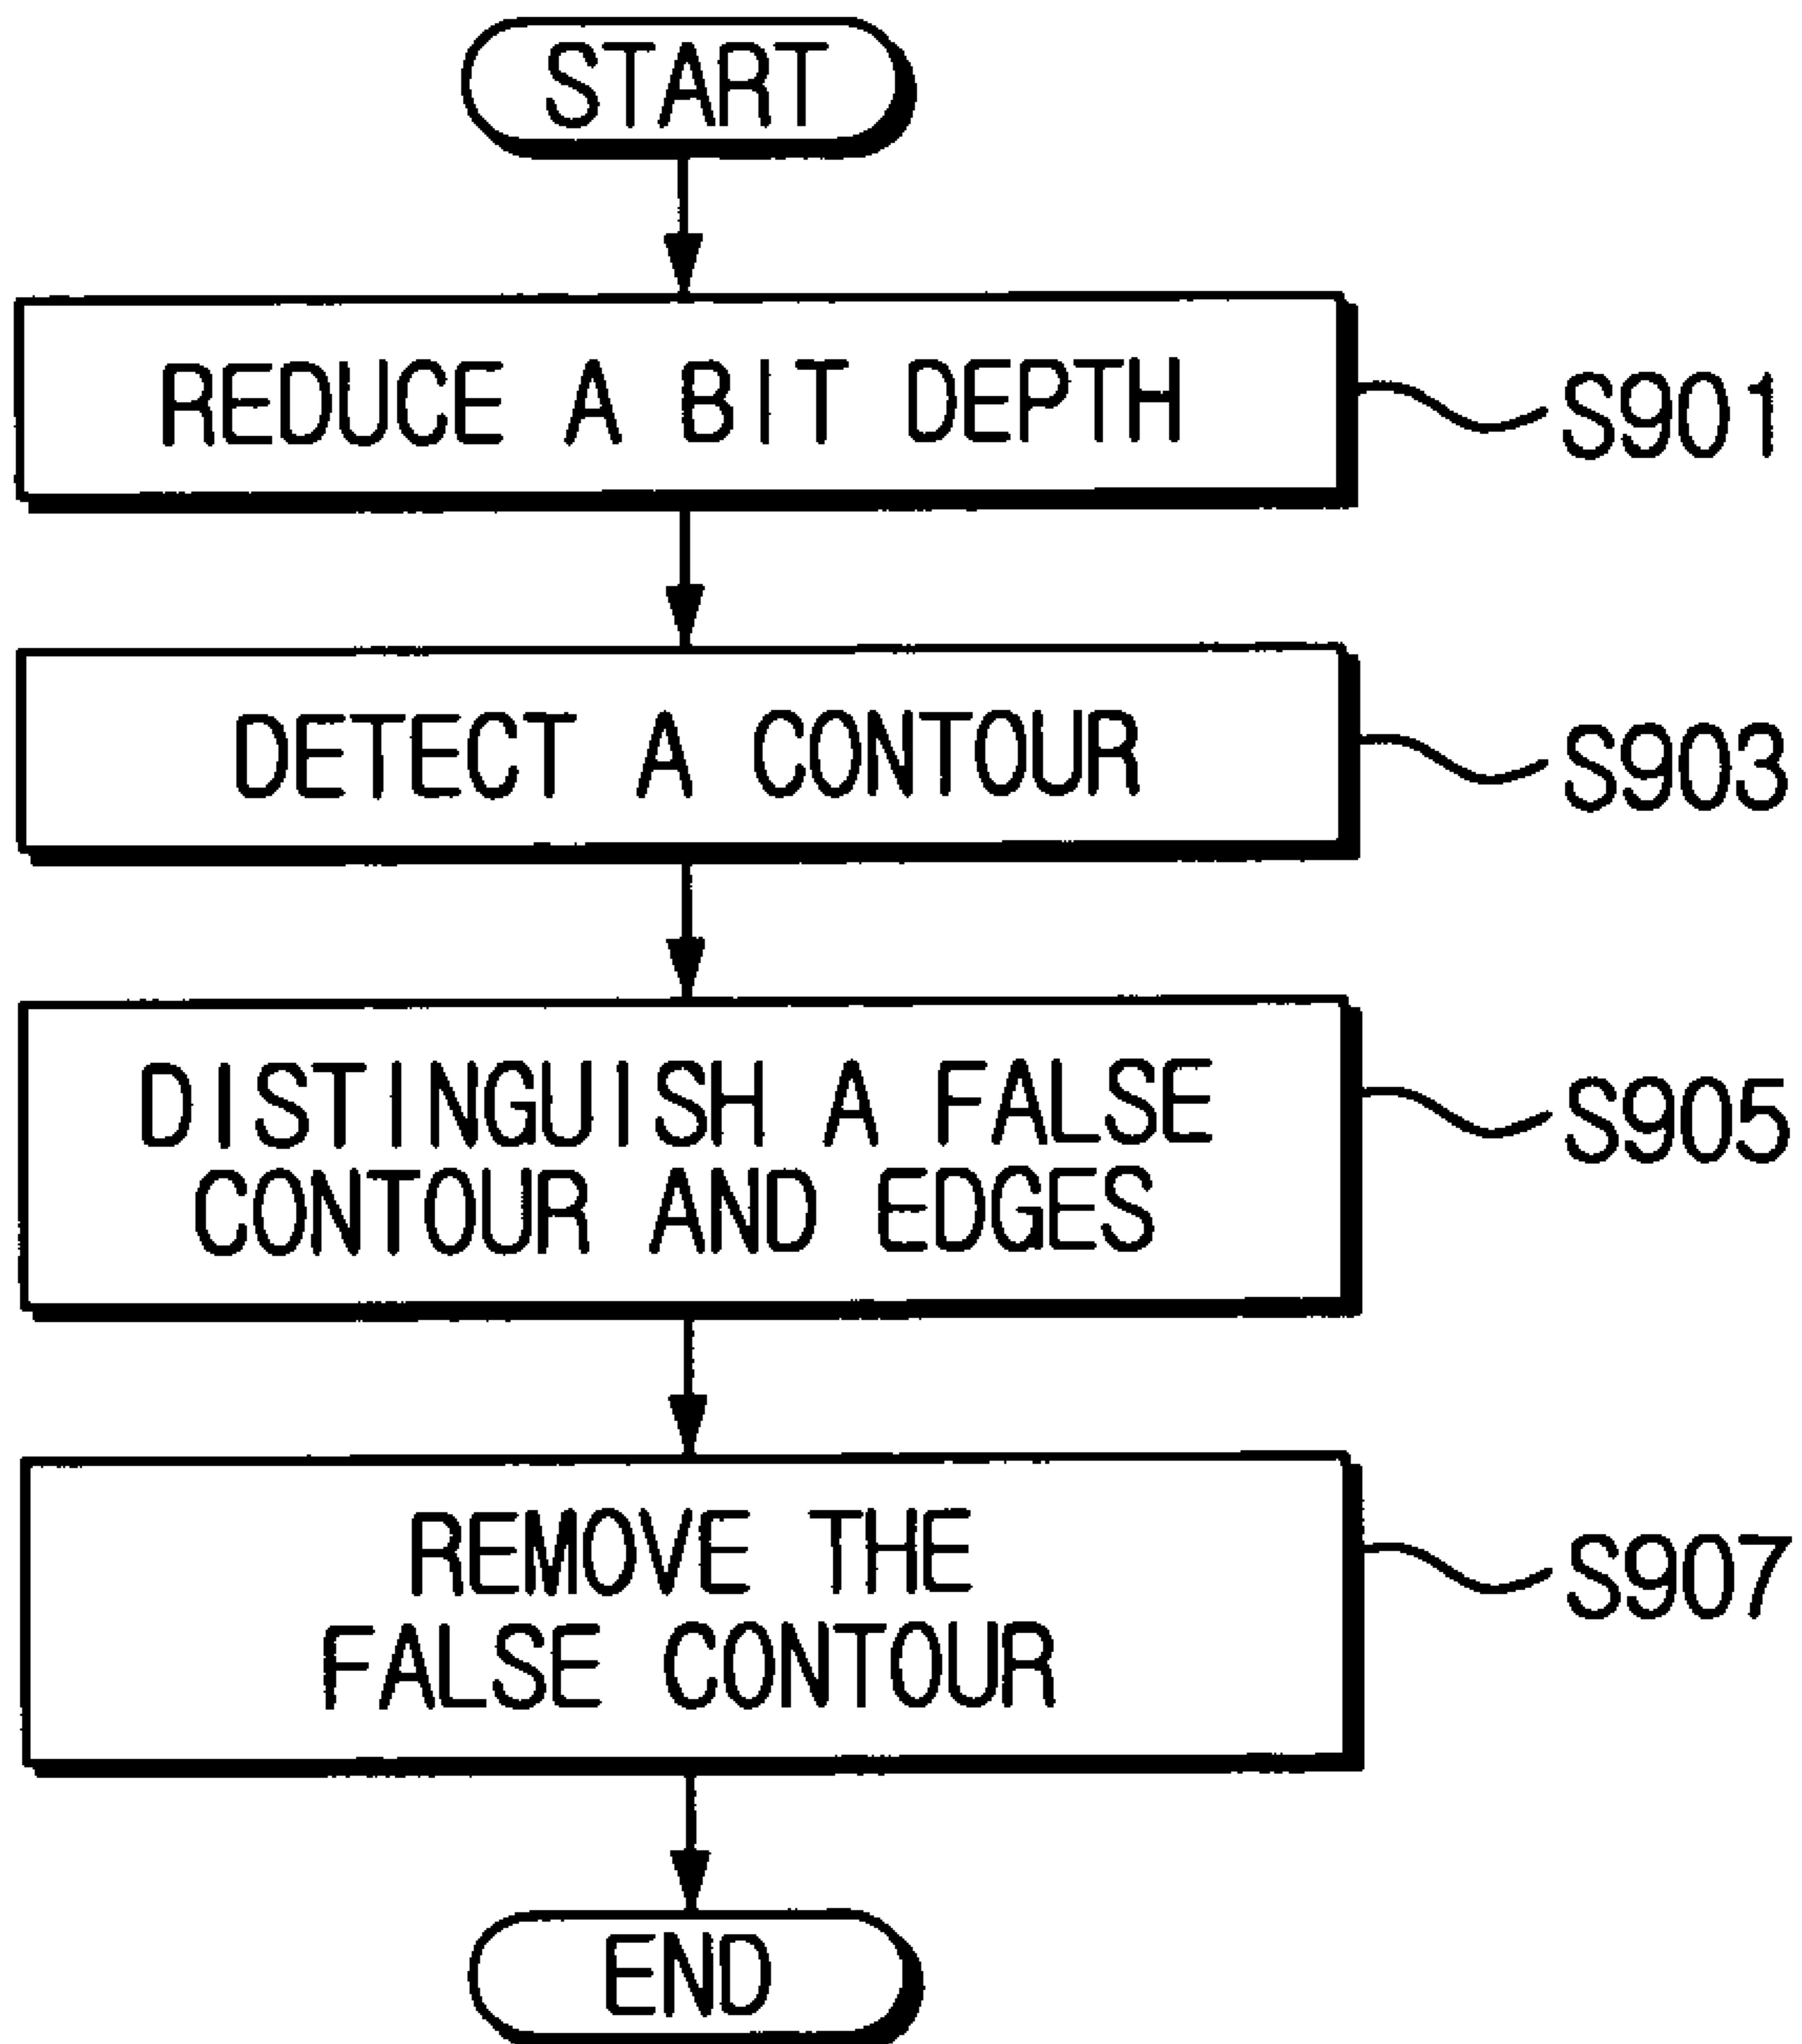 START
REDUCE A BIT DEPTH
S901
DETECT A CONTOUR
S903
DISTINGUISH A FALSE
CONTOUR AND EDGES
S905
REMOVE THE
FALSE CONTOUR
S907
END